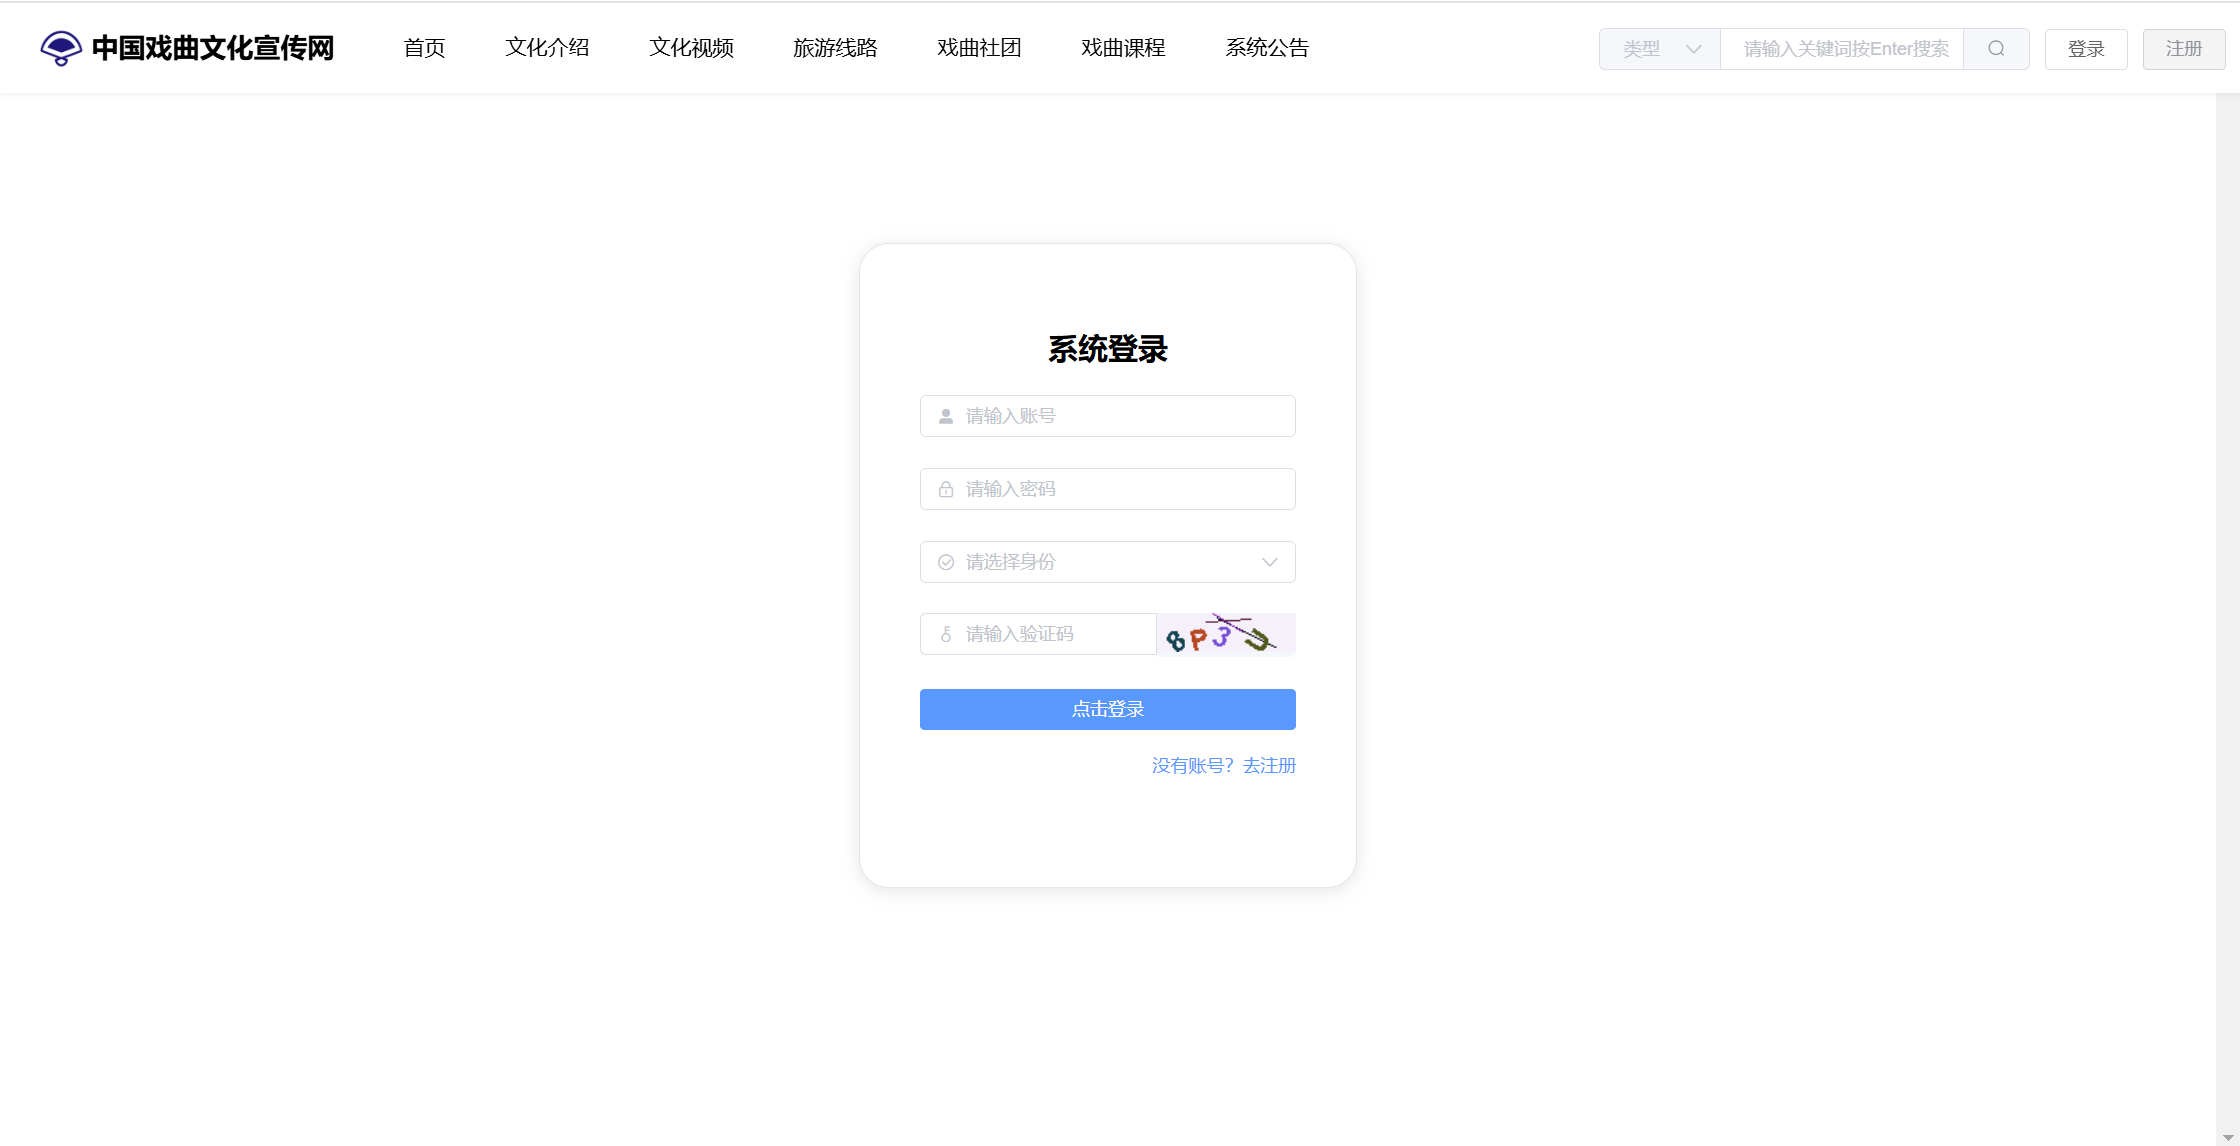 中国戏曲文化宣传网 首页 文化介绍 文化视频 旅游线路 戏曲社团 戏曲课程 系统公告 类型 请输入关键词按Enter搜索 登录 注册
系统登录
请输入账号
请输入密码
请选择身份
请输入验证码 8P3
点击登录
没有账号？去注册